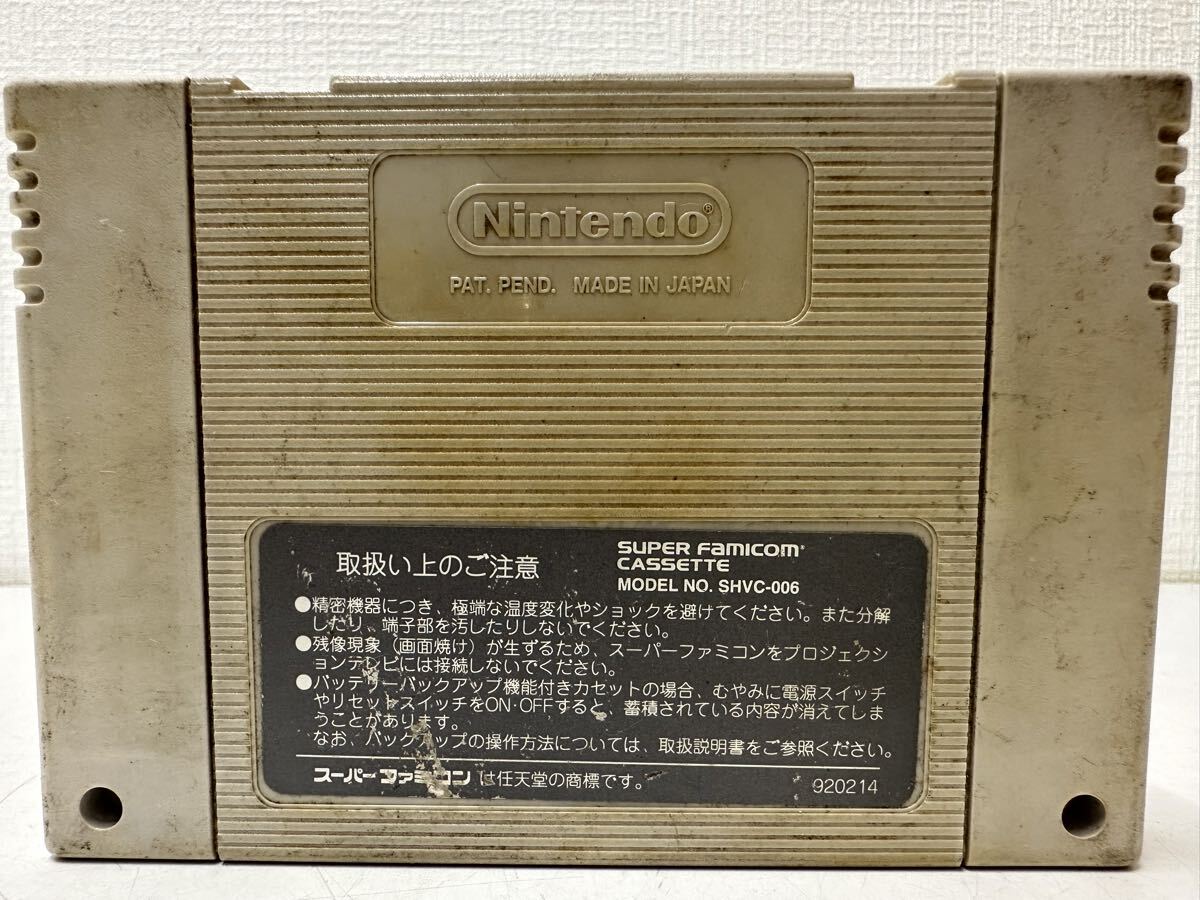 Nintendo®
PAT. PEND. MADE IN JAPAN
取扱い上のご注意
SUPER FAMICOM®
CASSETTE
MODEL NO. SHVC-006
●精密機器につき、極端な温度変化やショックを避けてください。また分解
したり、端子部を汚したりしないでください。
●残像現象（画面焼け）が生ずるため、スーパーファミコンをプロジェクシ
ョンテレビには接続しないでください。
●バッテリーバックアップ機能付きカセットの場合、むやみに電源スイッチ
やリセットスイッチをON・OFFすると、蓄積されている内容が消えてしま
うことがあります。
なお、バックアップの操作方法については、取扱説明書をご参照ください。
スーパーファミコンは任天堂の商標です。
920214